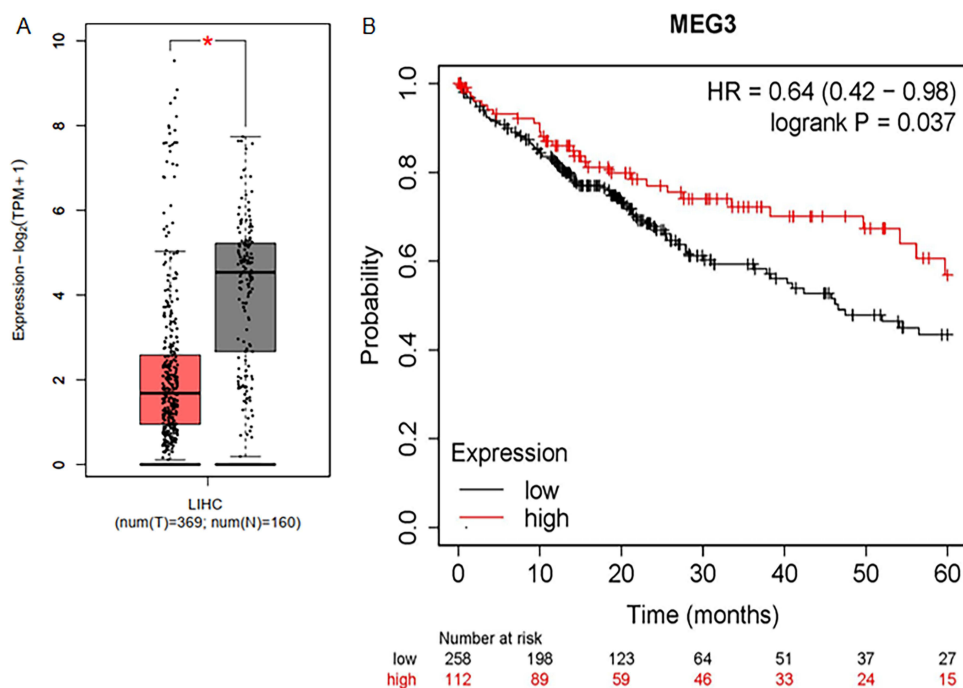 A
10
8
6
4
2
0
Expression – log2(TPM + 1)
*
LIHC
(num(T)=369; num(N)=160)
B
MEG3
HR = 0.64 (0.42 − 0.98)
logrank P = 0.037
1.0
0.8
0.6
0.4
0.2
0.0
Probability
Expression
low
high
0 10 20 30 40 50 60
Time (months)
Number at risk
low 258 198 123 64 51 37 27
high 112 89 59 46 33 24 15